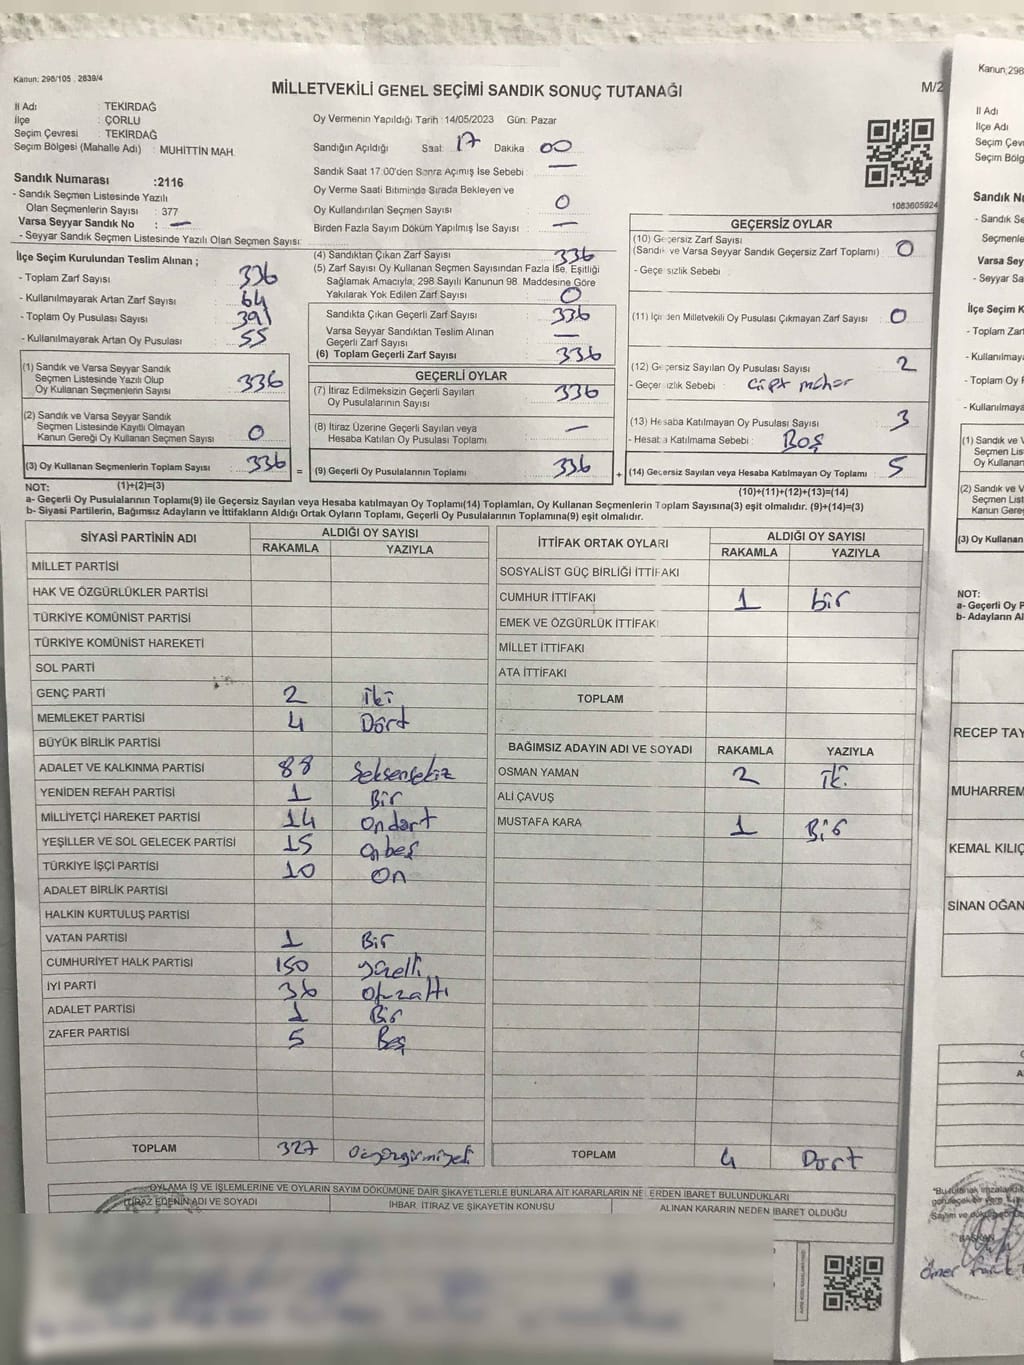 Kanun: 298/105 , 2839/4
MİLLETVEKİLİ GENEL SEÇİMİ SANDIK SONUÇ TUTANAĞI
M/2
İl Adı : TEKİRDAĞ
İlçe : ÇORLU
Seçim Çevresi : TEKİRDAĞ
Seçim Bölgesi (Mahalle Adı) : MUHİTTİN MAH.
Sandık Numarası :2116
- Sandık Seçmen Listesinde Yazılı
Olan Seçmenlerin Sayısı : 377
Varsa Seyyar Sandık No : —
- Seyyar Sandık Seçmen Listesinde Yazılı Olan Seçmen Sayısı:
Oy Vermenin Yapıldığı Tarih :14/05/2023 Gün: Pazar
Sandığın Açıldığı Saat: 17 Dakika : 00
Sandık Saat 17.00'den Sonra Açımış İse Sebebi : —
Oy Verme Saati Bitiminde Sırada Bekleyen ve
Oy Kullandırılan Seçmen Sayısı : 0
Birden Fazla Sayım Döküm Yapılmış İse Sayısı : —
1083605924
İlçe Seçim Kurulundan Teslim Alınan ;
- Toplam Zarf Sayısı : 336
- Kullanılmayarak Artan Zarf Sayısı : 64
- Toplam Oy Pusulası Sayısı : 391
- Kullanılmayarak Artan Oy Pusulası : 55
(1) Sandık ve Varsa Seyyar Sandık
Seçmen Listesinde Yazılı Olup
Oy Kullanan Seçmenlerin Sayısı : 336
(2) Sandık ve Varsa Seyyar Sandık
Seçmen Listesinde Kayıtlı Olmayan
Kanun Gereği Oy Kullanan Seçmen Sayısı : 0
(3) Oy Kullanan Seçmenlerin Toplam Sayısı : 336 =
(4) Sandıktan Çıkan Zarf Sayısı : 336
(5) Zarf Sayısı Oy Kullanan Seçmen Sayısından Fazla İse, Eşitliği
Sağlamak Amacıyla, 298 Sayılı Kanunun 98. Maddesine Göre
Yakılarak Yok Edilen Zarf Sayısı : 0
Sandıkta Çıkan Geçerli Zarf Sayısı : 336
Varsa Seyyar Sandıktan Teslim Alınan
Geçerli Zarf Sayısı : —
(6) Toplam Geçerli Zarf Sayısı : 336
GEÇERLİ OYLAR
(7) İtiraz Edilmeksizin Geçerli Sayılan
Oy Pusulalarının Sayısı : 336
(8) İtiraz Üzerine Geçerli Sayılan veya
Hesaba Katılan Oy Pusulası Toplamı : —
(9) Geçerli Oy Pusulalarının Toplamı : 336 +
GEÇERSİZ OYLAR
(10) Geçersiz Zarf Sayısı
(Sandık ve Varsa Seyyar Sandık Geçersiz Zarf Toplamı) : 0
- Geçersizlik Sebebi :
(11) İçinden Milletvekili Oy Pusulası Çıkmayan Zarf Sayısı : 0
(12) Geçersiz Sayılan Oy Pusulası Sayısı : 2
- Geçersizlik Sebebi : Çift mühür
(13) Hesaba Katılmayan Oy Pusulası Sayısı : 3
- Hesaba Katılmama Sebebi : Boş
(14) Geçersiz Sayılan veya Hesaba Katılmayan Oy Toplamı : 5
NOT: (1)+(2)=(3)
(10)+(11)+(12)+(13)=(14)
a- Geçerli Oy Pusulalarının Toplamı(9) ile Geçersiz Sayılan veya Hesaba katılmayan Oy Toplamı(14) Toplamları, Oy Kullanan Seçmenlerin Toplam Sayısına(3) eşit olmalıdır. (9)+(14)=(3)
b- Siyasi Partilerin, Bağımsız Adayların ve İttifakların Aldığı Ortak Oyların Toplamı, Geçerli Oy Pusulalarının Toplamına(9) eşit olmalıdır.
SİYASİ PARTİNİN ADI ALDIĞI OY SAYISI
RAKAMLA YAZIYLA
MİLLET PARTİSİ
HAK VE ÖZGÜRLÜKLER PARTİSİ
TÜRKİYE KOMÜNİST PARTİSİ
TÜRKİYE KOMÜNİST HAREKETİ
SOL PARTİ
GENÇ PARTİ 2 İki
MEMLEKET PARTİSİ 4 Dört
BÜYÜK BİRLİK PARTİSİ
ADALET VE KALKINMA PARTİSİ 88 Seksensekiz
YENİDEN REFAH PARTİSİ 1 Bir
MİLLİYETÇİ HAREKET PARTİSİ 14 Ondört
YEŞİLLER VE SOL GELECEK PARTİSİ 15 Onbeş
TÜRKİYE İŞÇİ PARTİSİ 10 On
ADALET BİRLİK PARTİSİ
HALKIN KURTULUŞ PARTİSİ
VATAN PARTİSİ 1 Bir
CUMHURİYET HALK PARTİSİ 150 yüzelli
İYİ PARTİ 36 Otuzaltı
ADALET PARTİSİ 1 Bir
ZAFER PARTİSİ 5 Beş
TOPLAM 327 Üçyüzyirmiyedi
İTTİFAK ORTAK OYLARI ALDIĞI OY SAYISI
RAKAMLA YAZIYLA
SOSYALİST GÜÇ BİRLİĞİ İTTİFAKI
CUMHUR İTTİFAKI 1 bir
EMEK VE ÖZGÜRLÜK İTTİFAKI
MİLLET İTTİFAKI
ATA İTTİFAKI
TOPLAM
BAĞIMSIZ ADAYIN ADI VE SOYADI RAKAMLA YAZIYLA
OSMAN YAMAN 2 İki
ALİ ÇAVUŞ
MUSTAFA KARA 1 Bir
TOPLAM 4 Dört
OYLAMA İŞ VE İŞLEMLERİNE VE OYLARIN SAYIM DÖKÜMÜNE DAİR ŞİKAYETLERLE BUNLARA AİT KARARLARIN NELERDEN İBARET BULUNDUKLARI
İTİRAZ EDENİN ADI VE SOYADI İHBAR, İTİRAZ VE ŞİKAYETİN KONUSU ALINAN KARARIN NEDEN İBARET OLDUĞU
Kanun:298
İl Adı
İlçe Adı
Seçim Çev
Seçim Bölg
Sandık N
- Sandık Se
Seçmenle
Varsa Sey
- Seyyar Sa
İlçe Seçim K
- Toplam Zarf
- Kullanılmaya
- Toplam Oy P
- Kullanılmaya
(1) Sandık ve V
Seçmen Lis
Oy Kullanan
(2) Sandık ve V
Seçmen List
Kanun Gereğ
(3) Oy Kullanan
NOT:
a- Geçerli Oy P
b- Adayların Al
RECEP TAY
MUHARREM
KEMAL KILIÇ
SİNAN OĞAN
BAŞKAN
Ömer